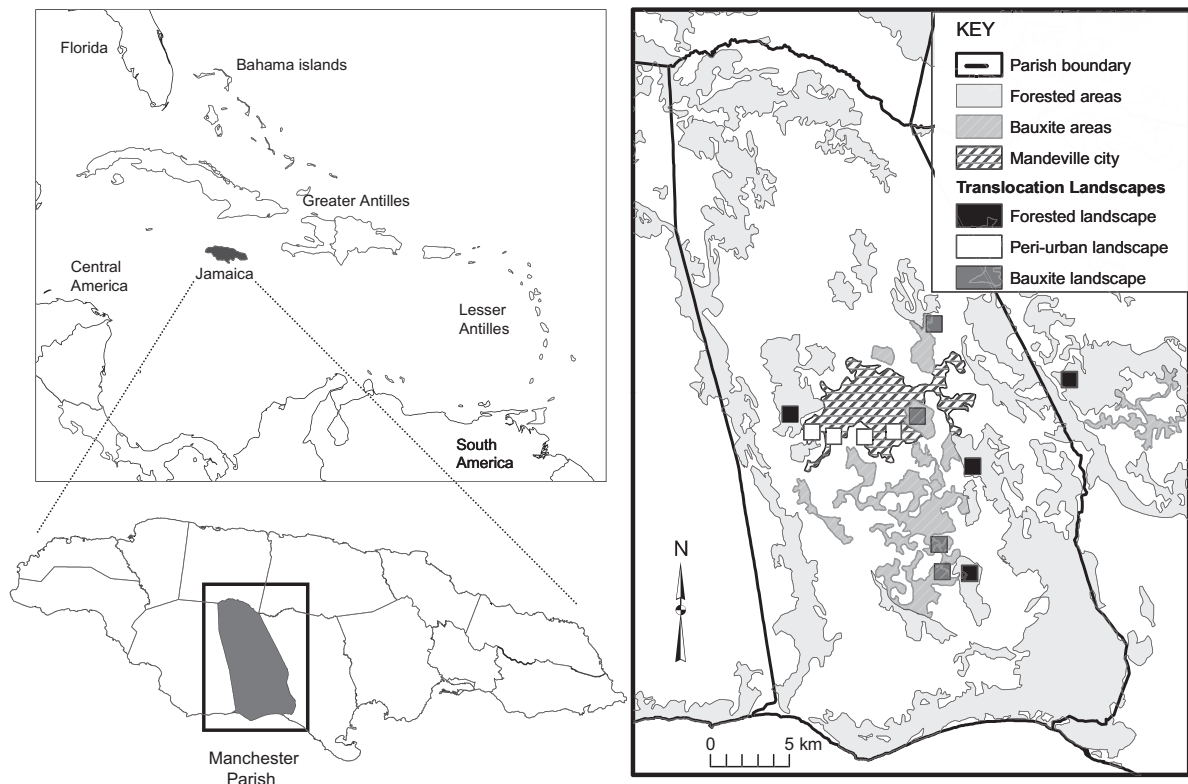 Florida
Bahama islands
Greater Antilles
Jamaica
Central
America
Lesser
Antilles
South
America
Manchester
Parish
KEY
Parish boundary
Forested areas
Bauxite areas
Mandeville city
Translocation Landscapes
Forested landscape
Peri-urban landscape
Bauxite landscape
N
0 5 km